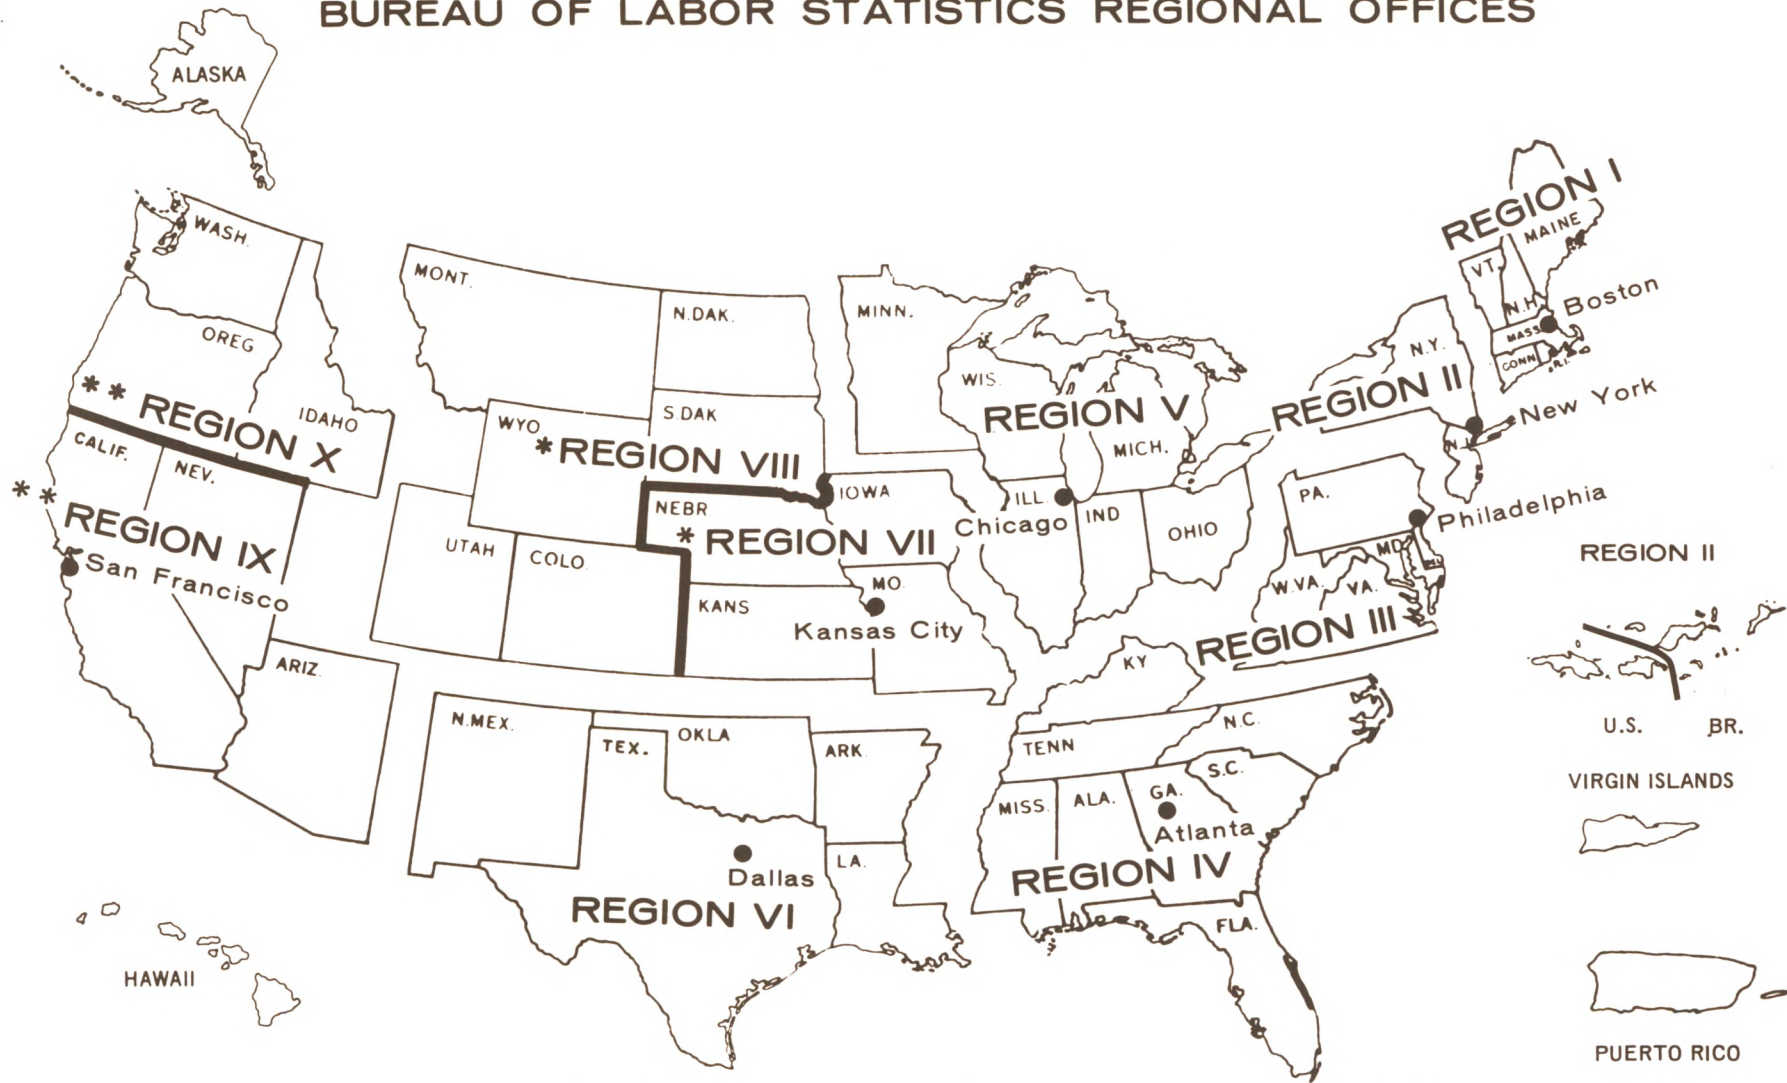 BUREAU OF LABOR STATISTICS REGIONAL OFFICES
ALASKA
REGION I
MAINE
WASH.
VT.
MONT.
N.H.
Boston
N.DAK.
MINN.
MASS
OREG
N.Y.
CONN
R.I.
WIS.
REGION II
** REGION X
IDAHO
WYO
S.DAK
REGION V
New York
CALIF.
NEV.
*REGION VIII
MICH.
N.J.
**
REGION IX
NEBR
IOWA
ILL.
PA.
* REGION VII
Chicago
IND
OHIO
Philadelphia
UTAH
COLO.
MD.
REGION II
San Francisco
KANS
MO.
W.VA.
VA.
Kansas City
REGION III
ARIZ.
KY
N.MEX.
TEX.
OKLA
ARK.
TENN
N.C.
U.S.
BR.
S.C.
VIRGIN ISLANDS
MISS.
ALA.
GA.
Atlanta
Dallas
LA.
REGION IV
REGION VI
FLA.
HAWAII
PUERTO RICO